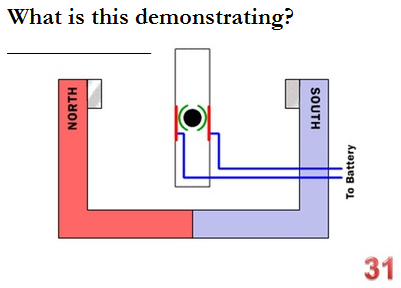 What is this demonstrating?
NORTH
SOUTH
To Battery
31